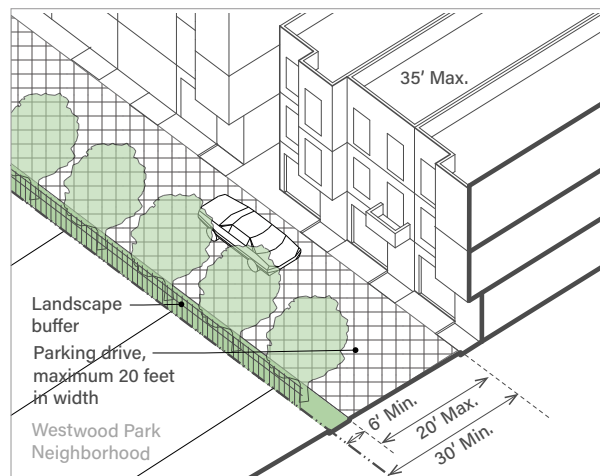 35’ Max.
Landscape
buffer
Parking drive,
maximum 20 feet
in width
Westwood Park
Neighborhood
6’ Min.
20’ Max.
30’ Min.